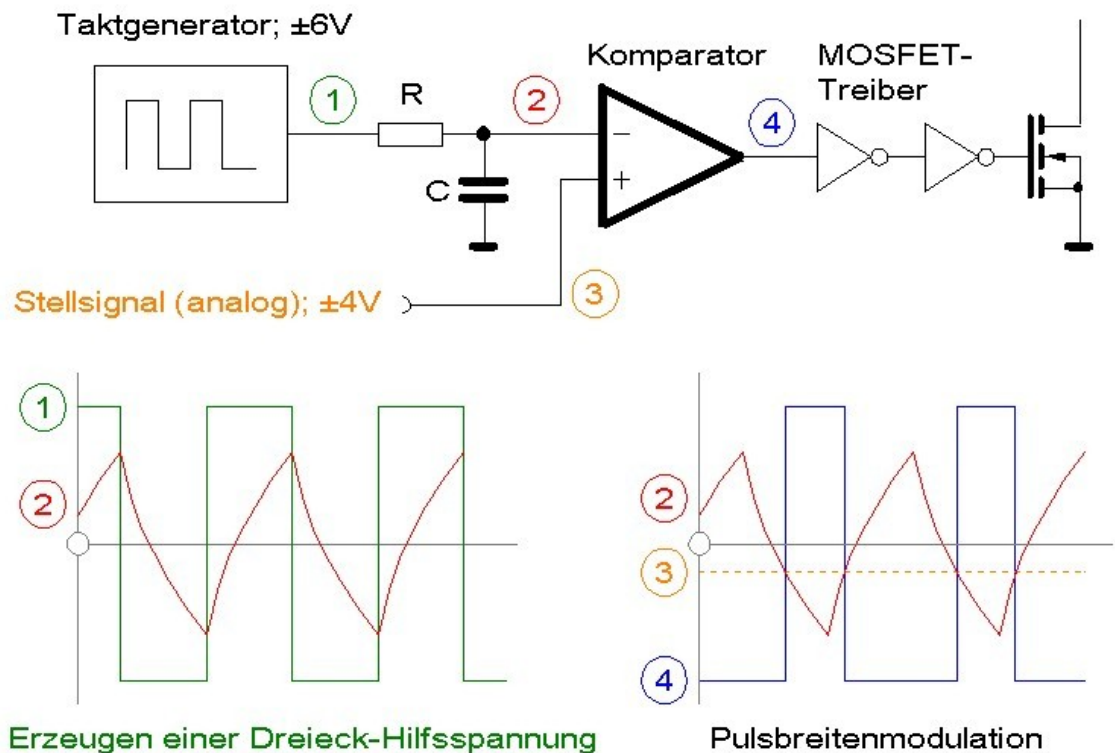 Taktgenerator; ±6V
Komparator
MOSFET-
Treiber
1
R
2
4
−
+
C
3
Stellsignal (analog); ±4V
1
2
2
3
4
Erzeugen einer Dreieck-Hilfsspannung
Pulsbreitenmodulation